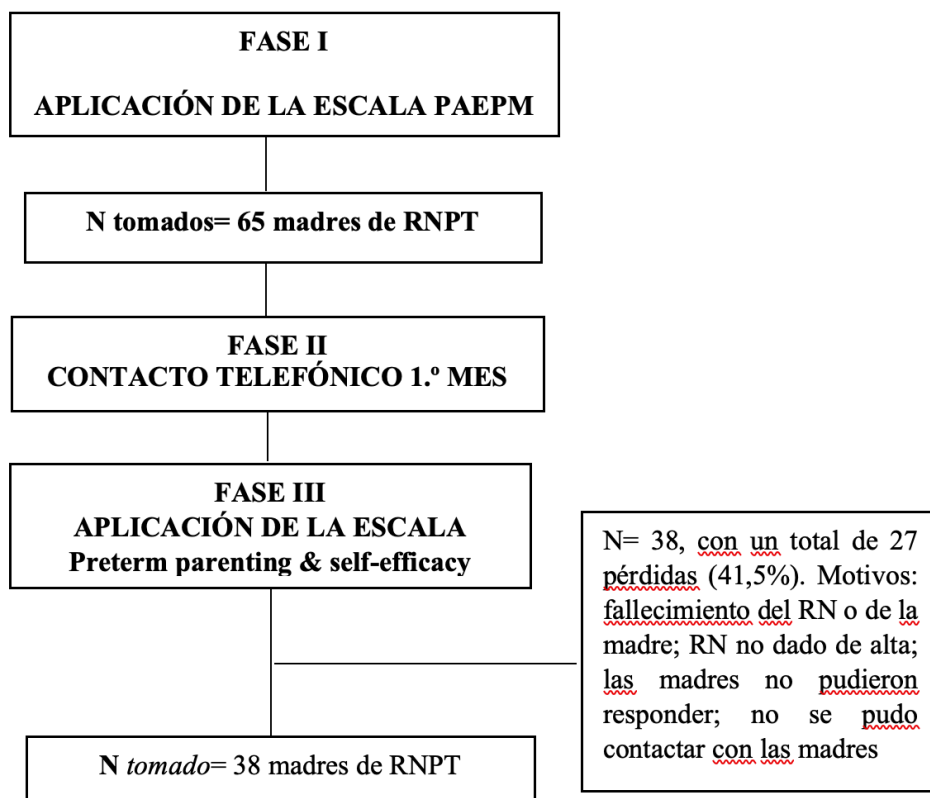 FASE I
APLICACIÓN DE LA ESCALA PAEPM
N tomados= 65 madres de RNPT
FASE II
CONTACTO TELEFÓNICO 1.º MES
FASE III
APLICACIÓN DE LA ESCALA
Preterm parenting & self-efficacy
N= 38, con un total de 27
pérdidas (41,5%). Motivos:
fallecimiento del RN o de la
madre; RN no dado de alta;
las madres no pudieron
responder; no se pudo
contactar con las madres
N tomado= 38 madres de RNPT